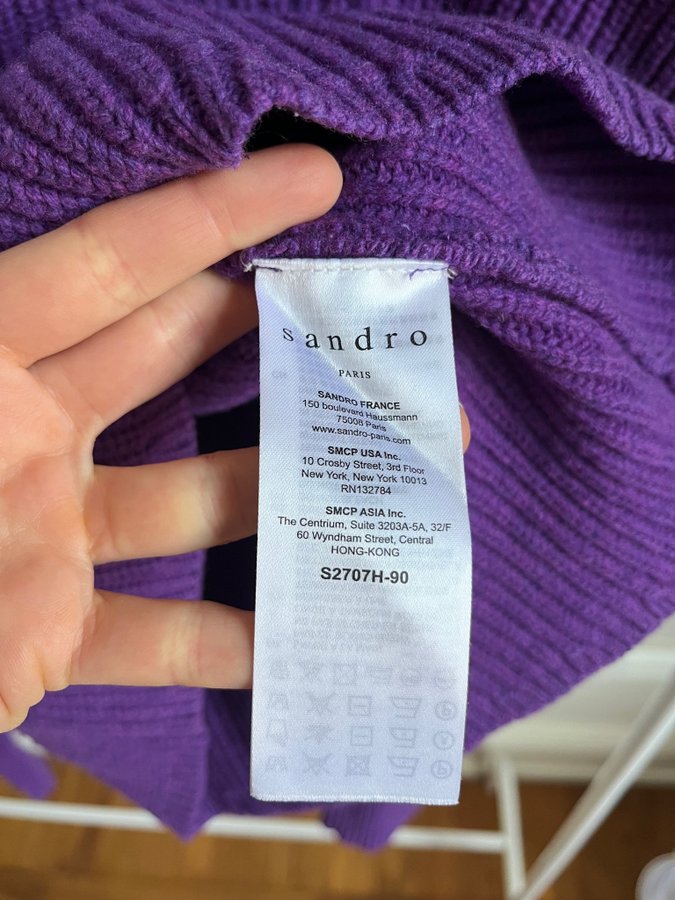 sandro
PARIS
SANDRO FRANCE
150 boulevard Haussmann
75008 Paris
www.sandro-paris.com
SMCP USA Inc.
10 Crosby Street, 3rd Floor
New York, New York 10013
RN132784
SMCP ASIA Inc.
The Centrium, Suite 3203A-5A, 32/F
60 Wyndham Street, Central
HONG-KONG
S2707H-90